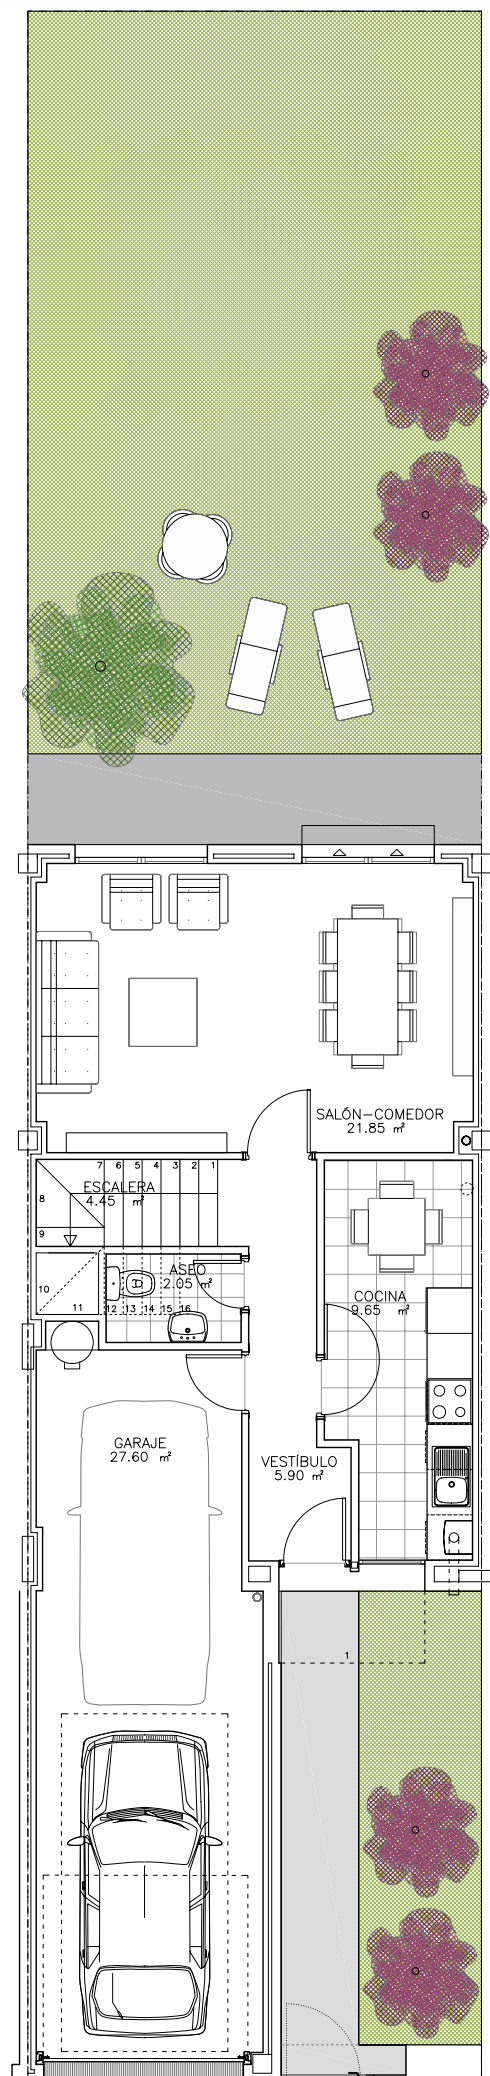 SALÓN-COMEDOR
21.85 m²
7 6 5 4 3 2 1
ESCALERA
4.45 m²
8
9
ASEO
2.05 m²
10
11
12 13 14 15 16
COCINA
9.65 m²
GARAJE
27.60 m²
VESTÍBULO
5.90 m²
1